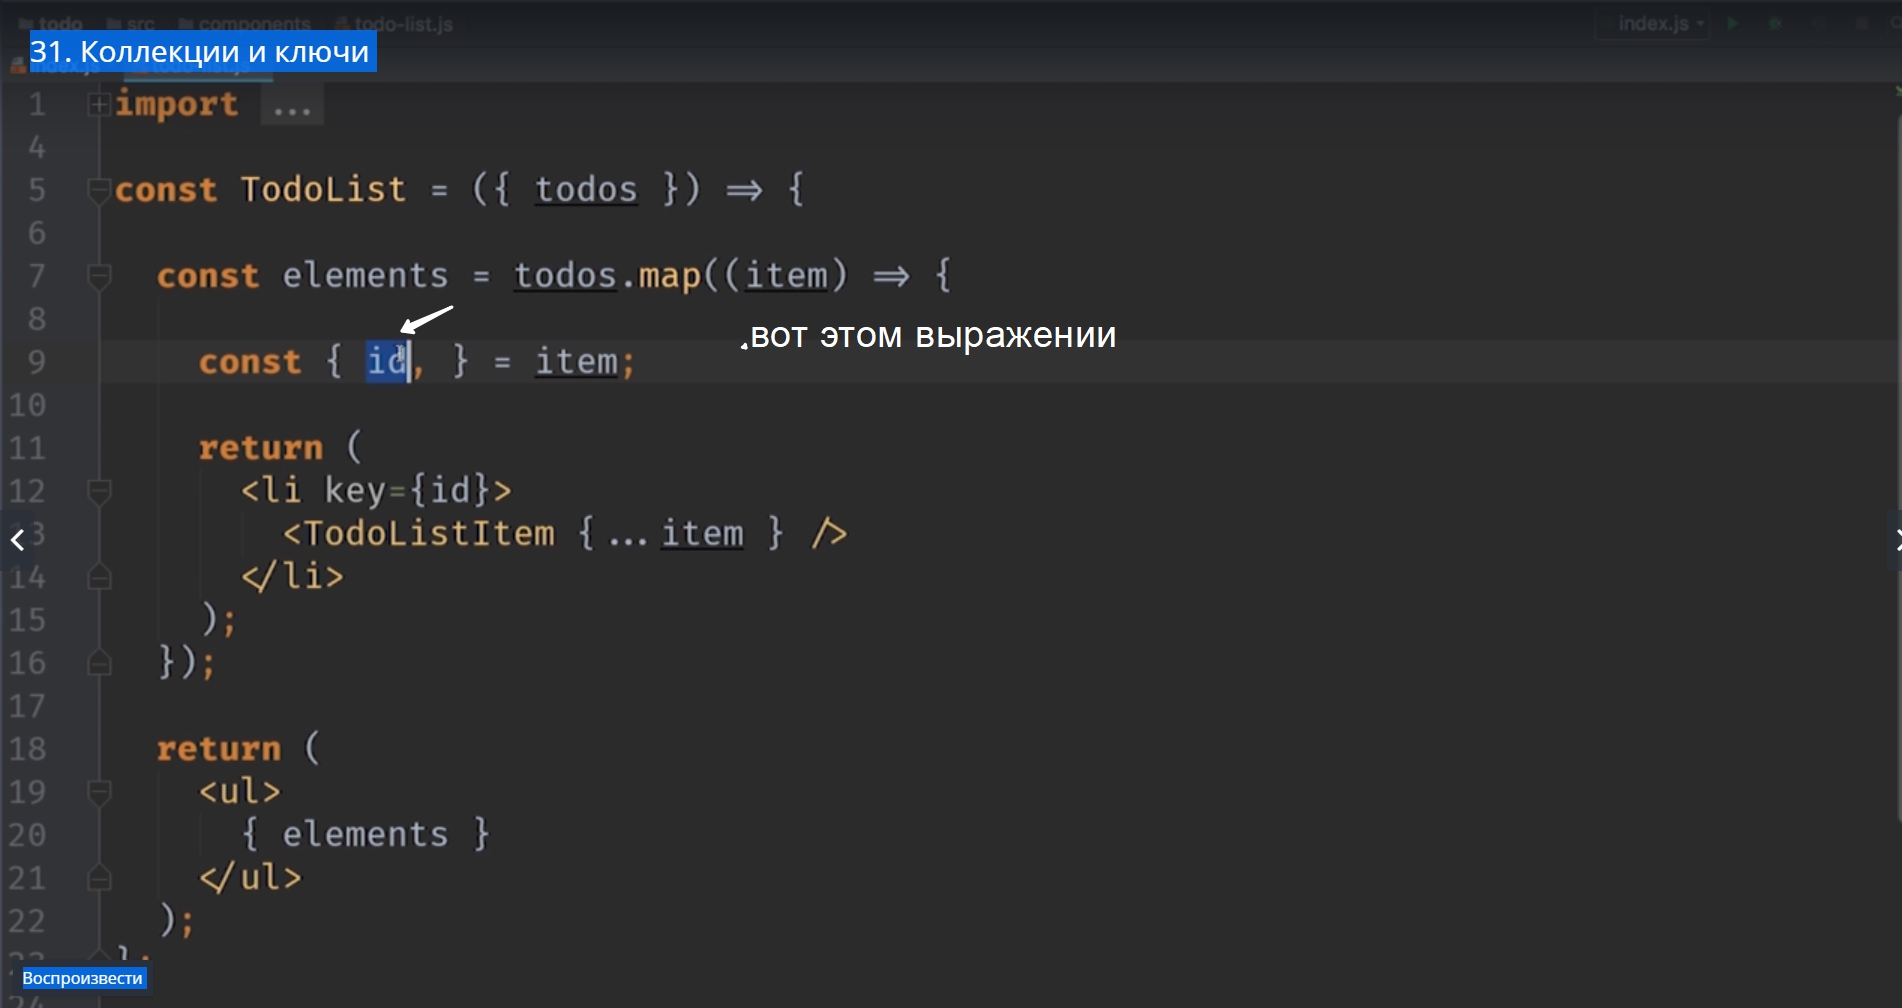 todo src components todo-list.js index.js
31. Коллекции и ключи
1 import ...
4
5 const TodoList = ({ todos }) => {
6
7 const elements = todos.map((item) => {
8
.вот этом выражении
9 const { id, } = item;
10
11 return (
12 <li key={id}>
13 <TodoListItem {...item } />
14 </li>
15 );
16 });
17
18 return (
19 <ul>
20 { elements }
21 </ul>
22 );
23 };
Воспроизвести
24